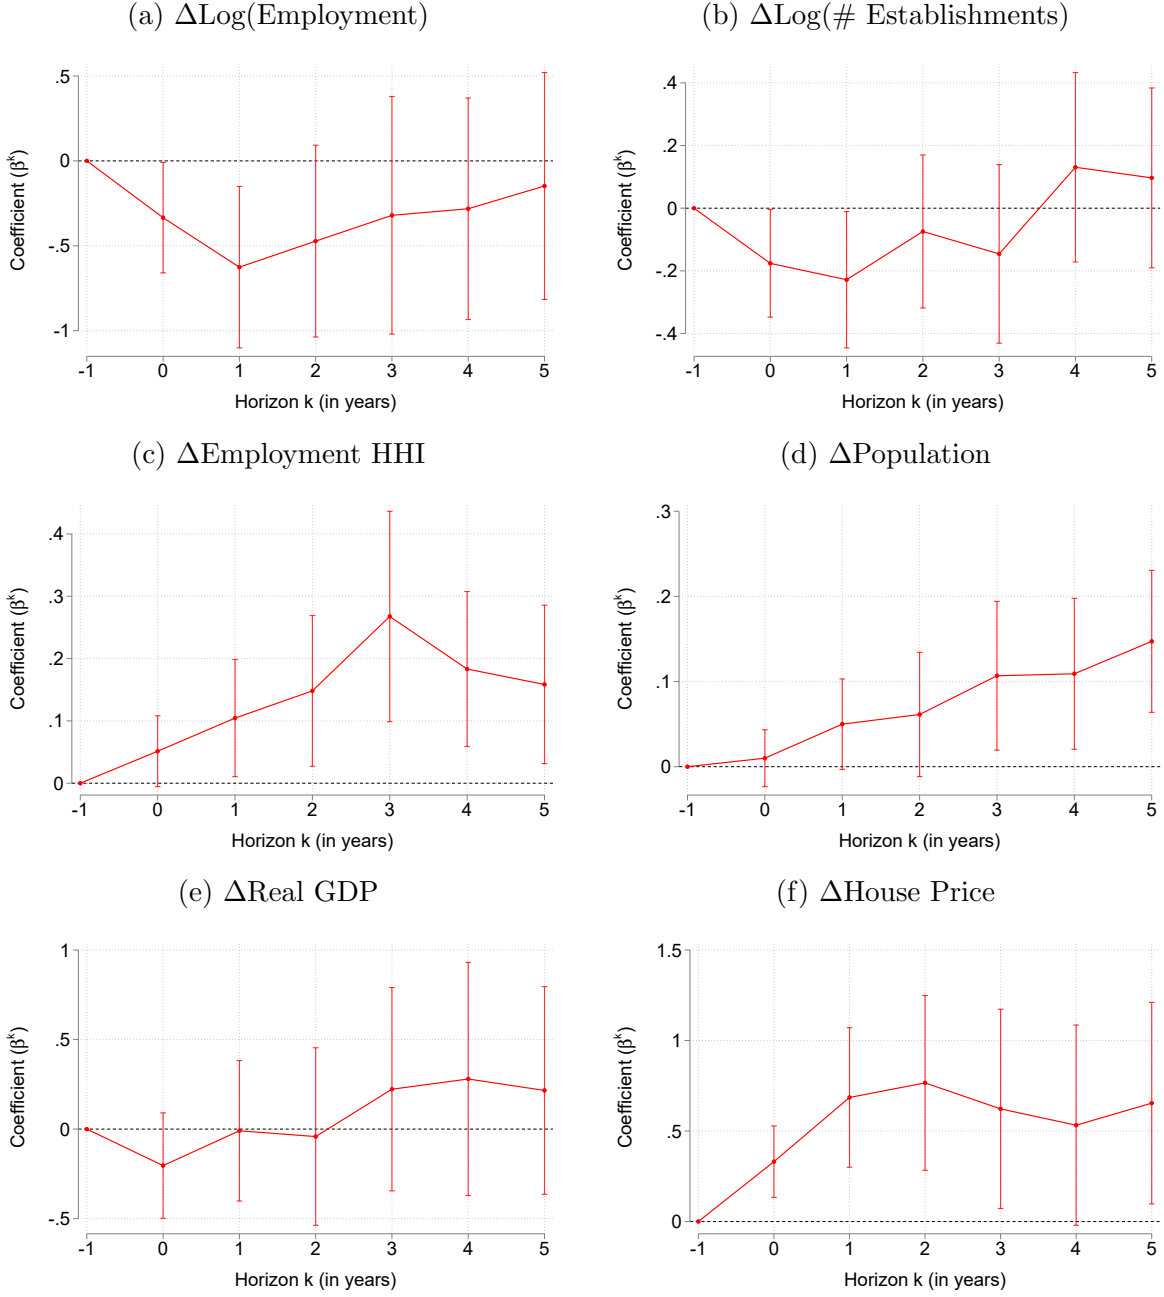 (a) ΔLog(Employment)
.5
0
-.5
-1
Coefficient (β^k)
-1 0 1 2 3 4 5
Horizon k (in years)
(b) ΔLog(# Establishments)
.4
.2
0
-.2
-.4
Coefficient (β^k)
-1 0 1 2 3 4 5
Horizon k (in years)
(c) ΔEmployment HHI
.4
.3
.2
.1
0
Coefficient (β^k)
-1 0 1 2 3 4 5
Horizon k (in years)
(d) ΔPopulation
.3
.2
.1
0
Coefficient (β^k)
-1 0 1 2 3 4 5
Horizon k (in years)
(e) ΔReal GDP
1
.5
0
-.5
Coefficient (β^k)
-1 0 1 2 3 4 5
Horizon k (in years)
(f) ΔHouse Price
1.5
1
.5
0
Coefficient (β^k)
-1 0 1 2 3 4 5
Horizon k (in years)